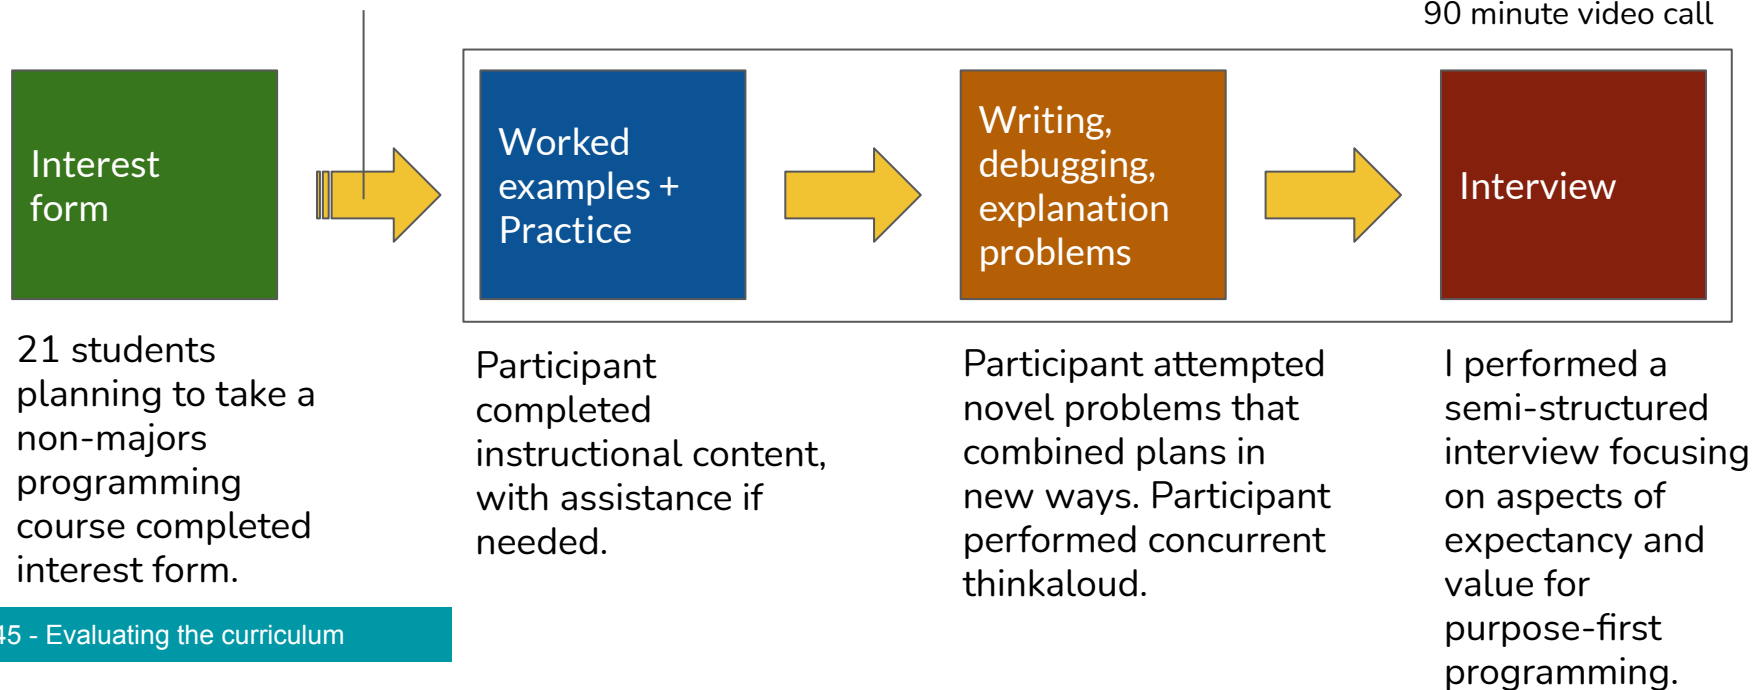 90 minute video call
Interest
form
Worked
examples +
Practice
Writing,
debugging,
explanation
problems
Interview
21 students
planning to take a
non-majors
programming
course completed
interest form.
Participant
completed
instructional content,
with assistance if
needed.
Participant attempted
novel problems that
combined plans in
new ways. Participant
performed concurrent
thinkaloud.
I performed a
semi-structured
interview focusing
on aspects of
expectancy and
value for
purpose-first
programming.
45 - Evaluating the curriculum